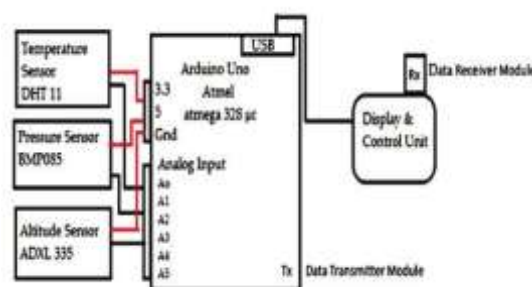 Temperature
Sensor
DHT 11
Pressure Sensor
BMP085
Altitude Sensor
ADXL 335
USB
Arduino Uno
Atmel
atmega 328 µt
3.3
5
Gnd
Analog Input
Ao
A1
A2
A3
A4
A5
Tx
Data Transmitter Module
Rx
Data Receiver Module
Display &
Control Unit